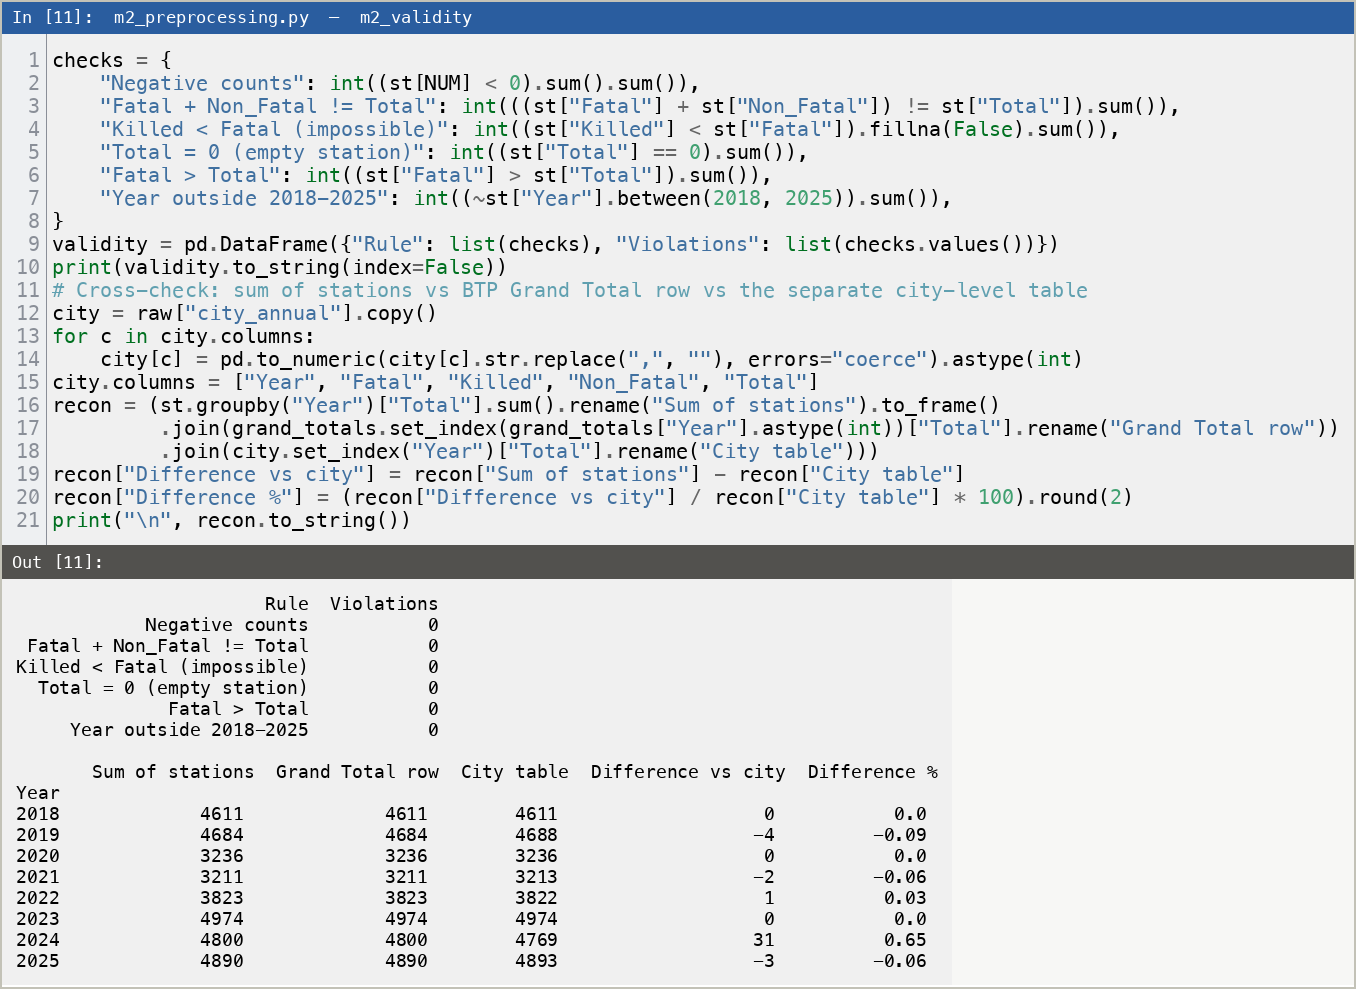 In [11]:  m2_preprocessing.py  —  m2_validity
1 checks = {
2     "Negative counts": int((st[NUM] < 0).sum().sum()),
3     "Fatal + Non_Fatal != Total": int(((st["Fatal"] + st["Non_Fatal"]) != st["Total"]).sum()),
4     "Killed < Fatal (impossible)": int((st["Killed"] < st["Fatal"]).fillna(False).sum()),
5     "Total = 0 (empty station)": int((st["Total"] == 0).sum()),
6     "Fatal > Total": int((st["Fatal"] > st["Total"]).sum()),
7     "Year outside 2018–2025": int((~st["Year"].between(2018, 2025)).sum()),
8 }
9 validity = pd.DataFrame({"Rule": list(checks), "Violations": list(checks.values())})
10 print(validity.to_string(index=False))
11 # Cross-check: sum of stations vs BTP Grand Total row vs the separate city-level table
12 city = raw["city_annual"].copy()
13 for c in city.columns:
14     city[c] = pd.to_numeric(city[c].str.replace(",", ""), errors="coerce").astype(int)
15 city.columns = ["Year", "Fatal", "Killed", "Non_Fatal", "Total"]
16 recon = (st.groupby("Year")["Total"].sum().rename("Sum of stations").to_frame()
17          .join(grand_totals.set_index(grand_totals["Year"].astype(int))["Total"].rename("Grand Total row"))
18          .join(city.set_index("Year")["Total"].rename("City table")))
19 recon["Difference vs city"] = recon["Sum of stations"] - recon["City table"]
20 recon["Difference %"] = (recon["Difference vs city"] / recon["City table"] * 100).round(2)
21 print("\n", recon.to_string())
Out [11]:
Rule  Violations
Negative counts           0
Fatal + Non_Fatal != Total           0
Killed < Fatal (impossible)           0
Total = 0 (empty station)           0
Fatal > Total           0
Year outside 2018–2025           0
Sum of stations  Grand Total row  City table  Difference vs city  Difference %
Year
2018             4611             4611        4611                   0           0.0
2019             4684             4684        4688                  -4         -0.09
2020             3236             3236        3236                   0           0.0
2021             3211             3211        3213                  -2         -0.06
2022             3823             3823        3822                   1          0.03
2023             4974             4974        4974                   0           0.0
2024             4800             4800        4769                  31          0.65
2025             4890             4890        4893                  -3         -0.06